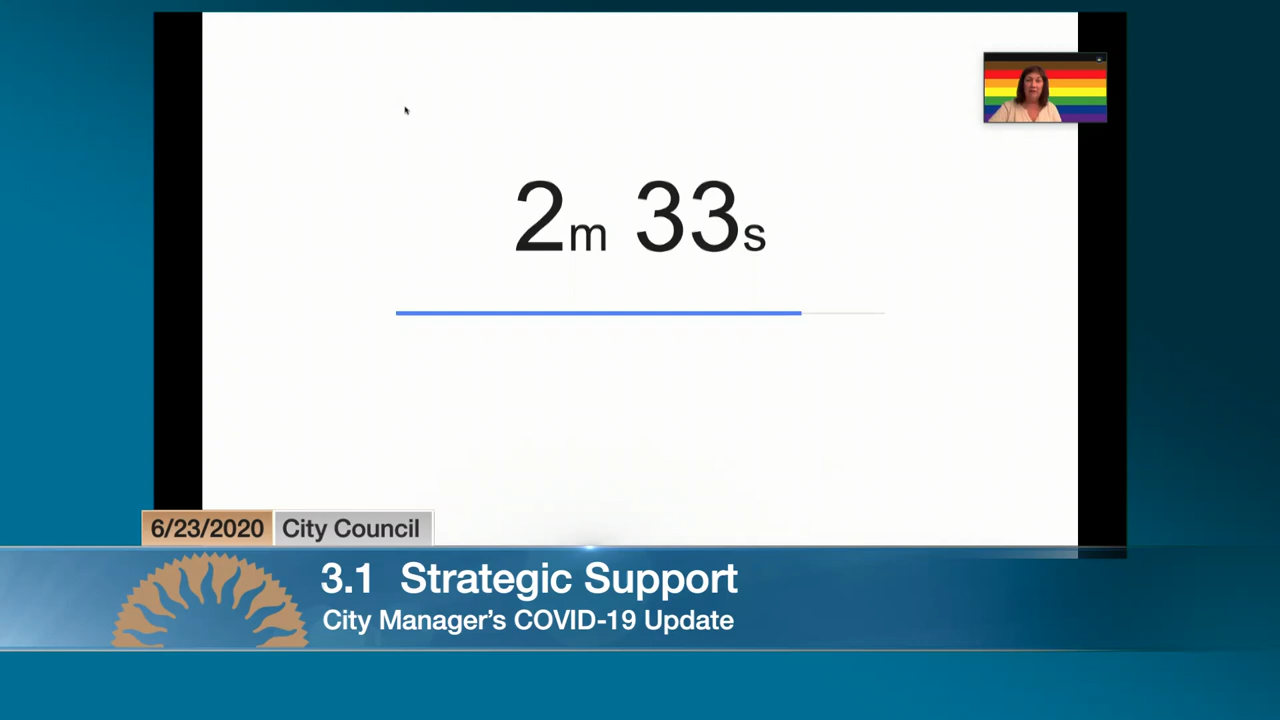 2m 33s
6/23/2020 City Council
3.1 Strategic Support
City Manager's COVID-19 Update